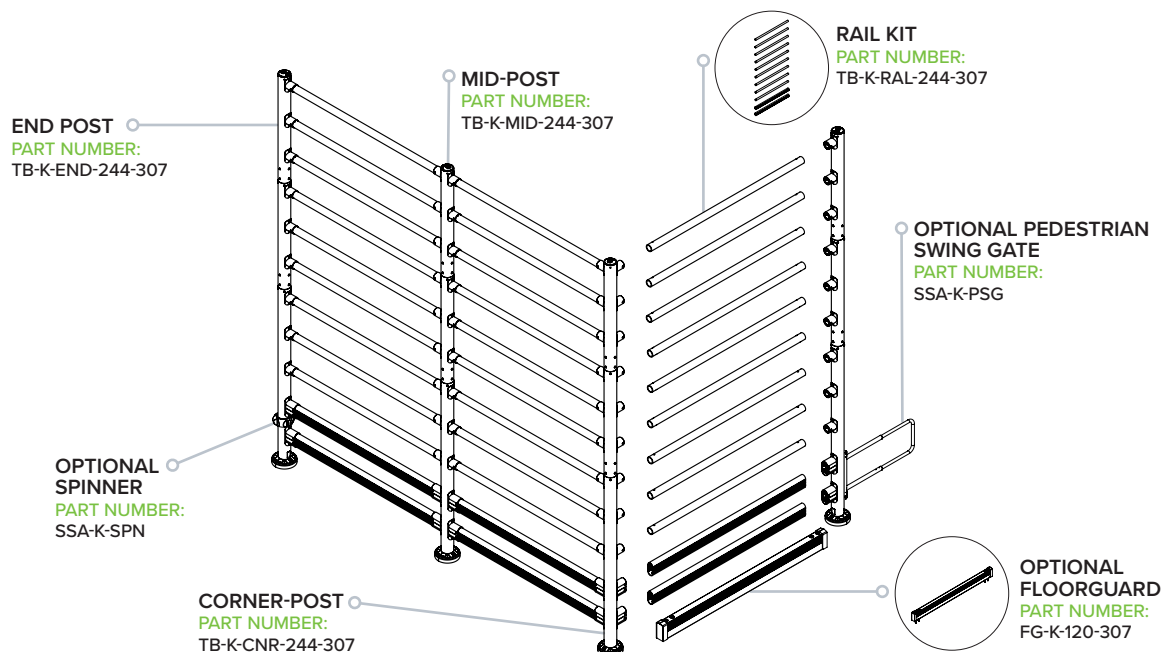 RAIL KIT
PART NUMBER:
TB-K-RAL-244-307
MID-POST
PART NUMBER:
TB-K-MID-244-307
END POST
PART NUMBER:
TB-K-END-244-307
OPTIONAL PEDESTRIAN
SWING GATE
PART NUMBER:
SSA-K-PSG
OPTIONAL
SPINNER
PART NUMBER:
SSA-K-SPN
OPTIONAL
FLOORGUARD
PART NUMBER:
FG-K-120-307
CORNER-POST
PART NUMBER:
TB-K-CNR-244-307